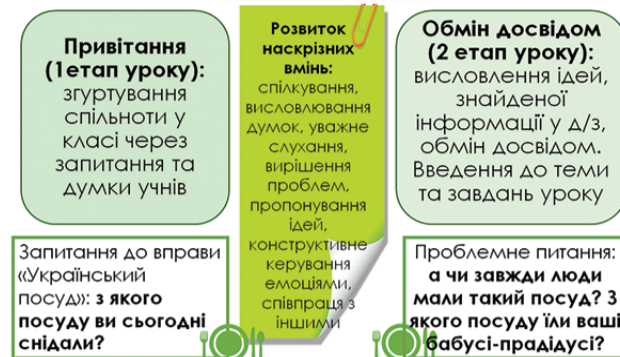 Привітання
(1етап уроку):
згуртування
спільноти у
класі через
запитання та
думки учнів
Розвиток
наскрізних
вмінь:
спілкування,
висловлювання
думок, уважне
слухання,
вирішення
проблем,
пропонування
ідей,
конструктивне
керування
емоціями,
співпраця з
іншими
Обмін досвідом
(2 етап уроку):
висловлення ідей,
знайденої
інформації у д/з,
обмін досвідом.
Введення до теми
та завдань уроку
Запитання до вправи
«Український
посуд»: з якого
посуду ви сьогодні
снідали?
Проблемне питання:
а чи завжди люди
мали такий посуд? З
якого посуду їли ваші
бабусі-прадідусі?